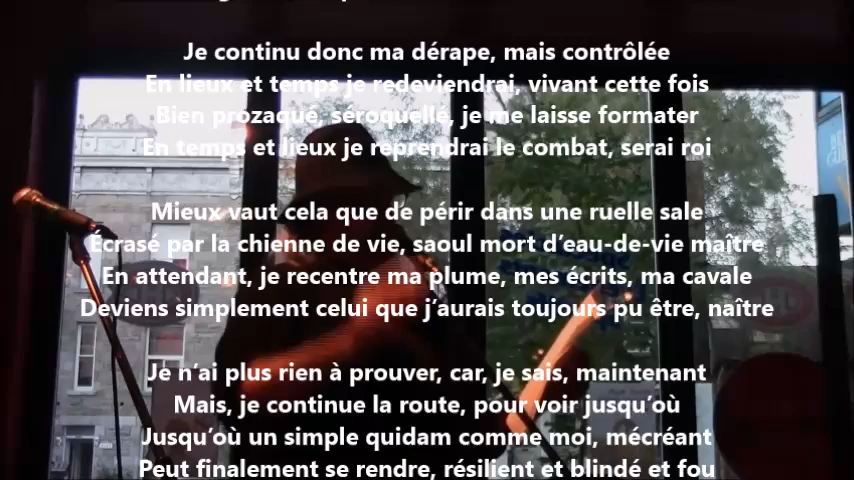 Je continu donc ma dérape, mais contrôlée
En lieux et temps je redeviendrai, vivant cette fois
Bien prozaqué, séroquellé, je me laisse formater
En temps et lieux je reprendrai le combat, serai roi
Mieux vaut cela que de périr dans une ruelle sale
Écrasé par la chienne de vie, saoul mort d’eau-de-vie maître
En attendant, je recentre ma plume, mes écrits, ma cavale
Deviens simplement celui que j’aurais toujours pu être, naître
Je n’ai plus rien à prouver, car, je sais, maintenant
Mais, je continue la route, pour voir jusqu’où
Jusqu’où un simple quidam comme moi, mécréant
Peut finalement se rendre, résilient et blindé et fou